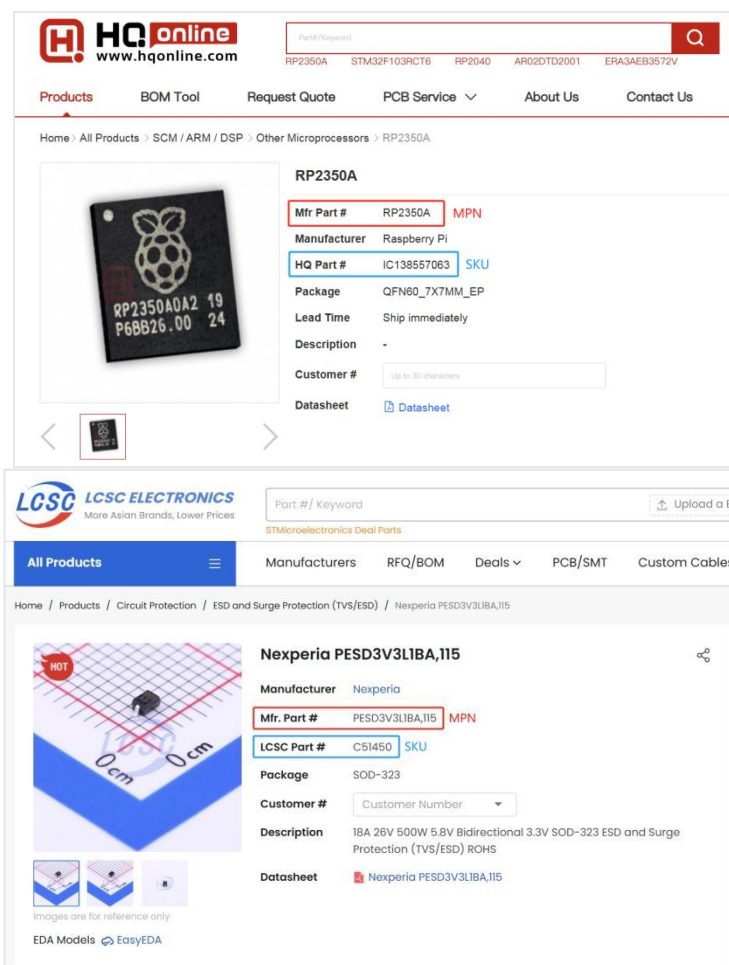 HQ online
www.hqonline.com
Part#/Keyword
RP2350A STM32F103RCT6 RP2040 AR02DTD2001 ERA3AEB3572V
Products BOM Tool Request Quote PCB Service About Us Contact Us
Home > All Products > SCM / ARM / DSP > Other Microprocessors > RP2350A
RP2350A
Mfr Part # RP2350A MPN
Manufacturer Raspberry Pi
HQ Part # IC138557063 SKU
Package QFN60_7X7MM_EP
Lead Time Ship immediately
Description -
Customer # Up to 30 characters
Datasheet Datasheet
RP2350A0A2 19
P6BB26.00 24
LCSC LCSC ELECTRONICS
More Asian Brands, Lower Prices
Part #/ Keyword
Upload a B
STMicroelectronics Deal Parts
All Products Manufacturers RFQ/BOM Deals PCB/SMT Custom Cables
Home / Products / Circuit Protection / ESD and Surge Protection (TVS/ESD) / Nexperia PESD3V3L1BA,115
HOT
LCSC
0cm 0cm
Nexperia PESD3V3L1BA,115
Manufacturer Nexperia
Mfr. Part # PESD3V3L1BA,115 MPN
LCSC Part # C51450 SKU
Package SOD-323
Customer # Customer Number
Description 18A 26V 500W 5.8V Bidirectional 3.3V SOD-323 ESD and Surge
Protection (TVS/ESD) ROHS
Datasheet Nexperia PESD3V3L1BA,115
Images are for reference only
EDA Models EasyEDA